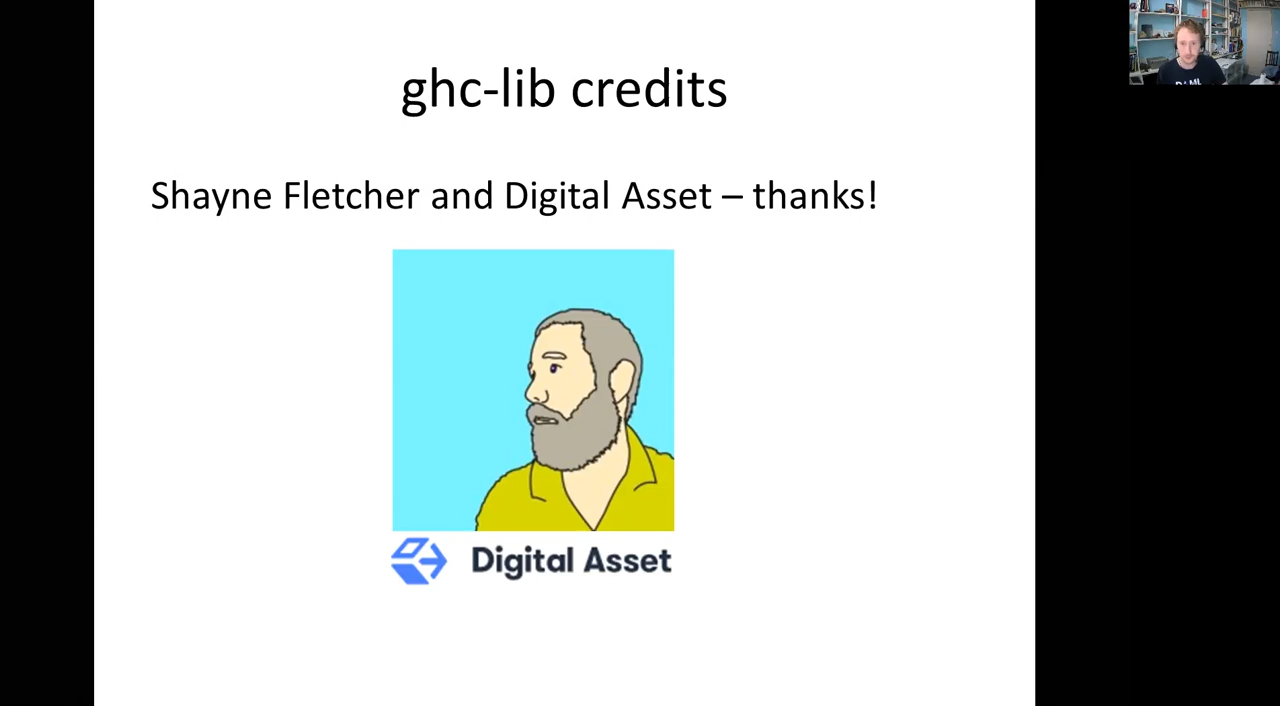 ghc-lib credits
Shayne Fletcher and Digital Asset – thanks!
Digital Asset